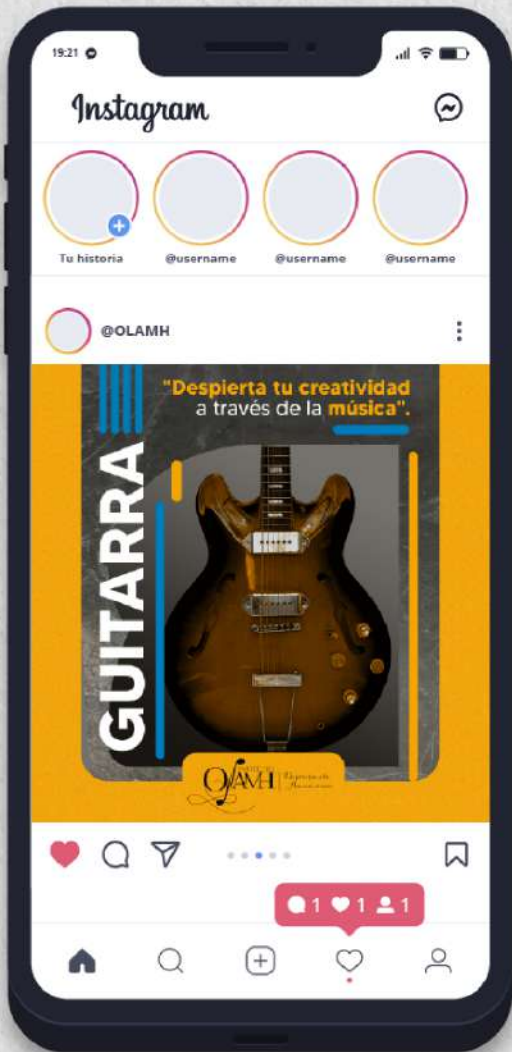 19:21
Instagram
Tu historia
@username
@username
@username
@OLAMH
"Despierta tu creatividad
a través de la música".
GUITARRA
OLAMH
1 1 1